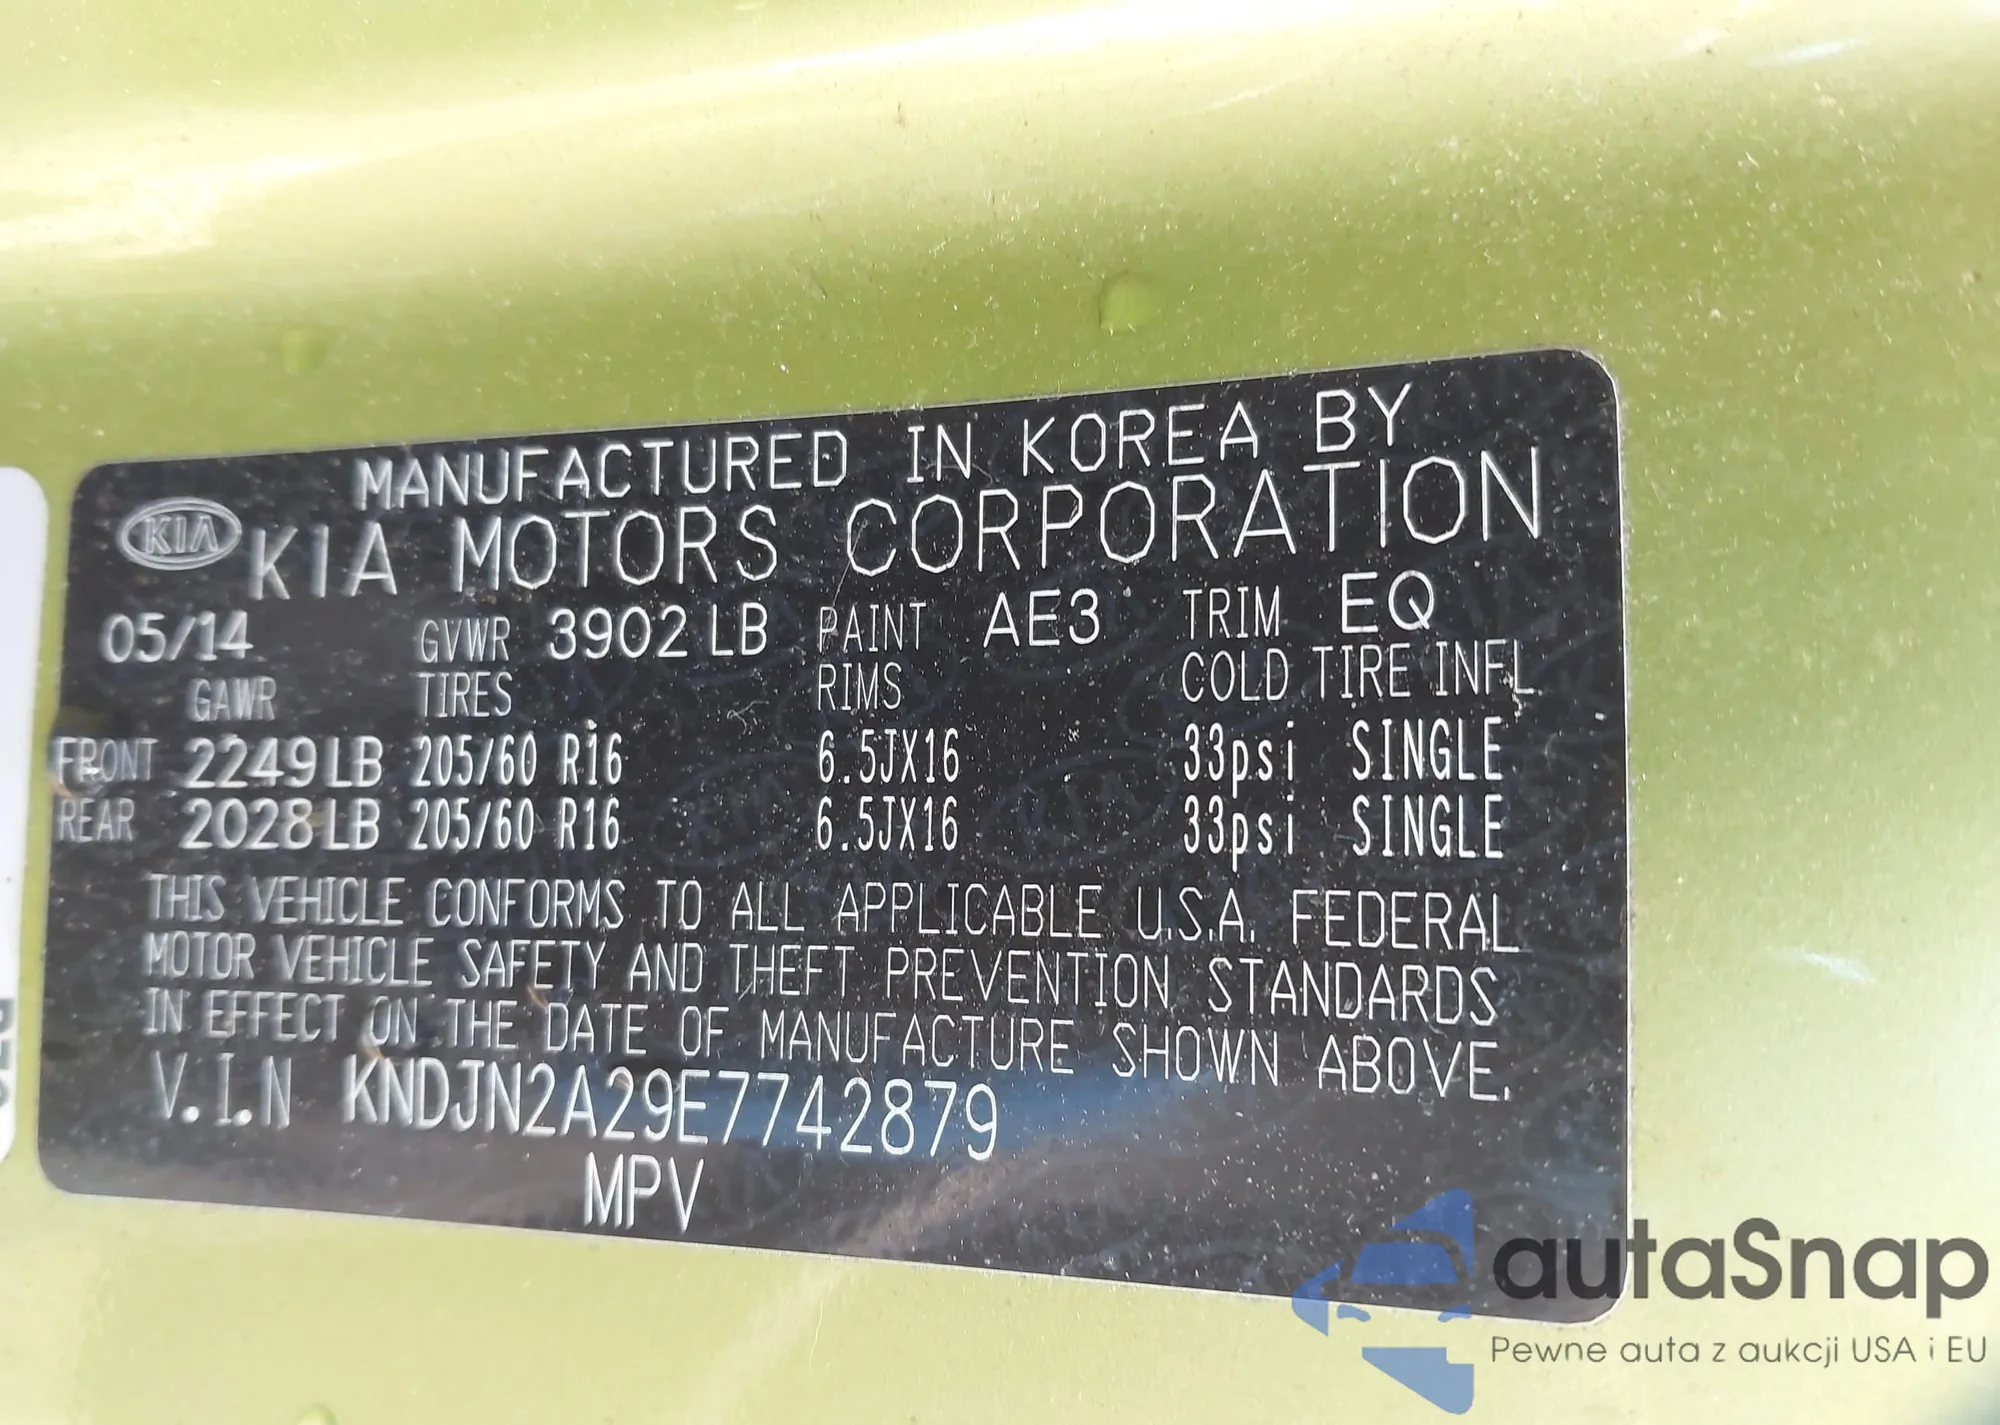 MANUFACTURED IN KOREA BY
KIA KIA MOTORS CORPORATION
05/14 GVWR 3902 LB PAINT AE3 TRIM EQ
GAWR TIRES RIMS COLD TIRE INFL.
FRONT 2249 LB 205/60 R16 6.5JX16 33psi SINGLE
REAR 2028 LB 205/60 R16 6.5JX16 33psi SINGLE
THIS VEHICLE CONFORMS TO ALL APPLICABLE U.S.A. FEDERAL
MOTOR VEHICLE SAFETY AND THEFT PREVENTION STANDARDS
IN EFFECT ON THE DATE OF MANUFACTURE SHOWN ABOVE.
V.I.N KNDJN2A29E7742879
MPV
autaSnap
Pewne auta z aukcji USA i EU